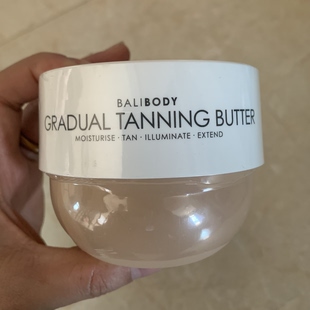 BALIBODY
GRADUAL TANNING BUTTER
MOISTURISE · TAN · ILLUMINATE · EXTEND